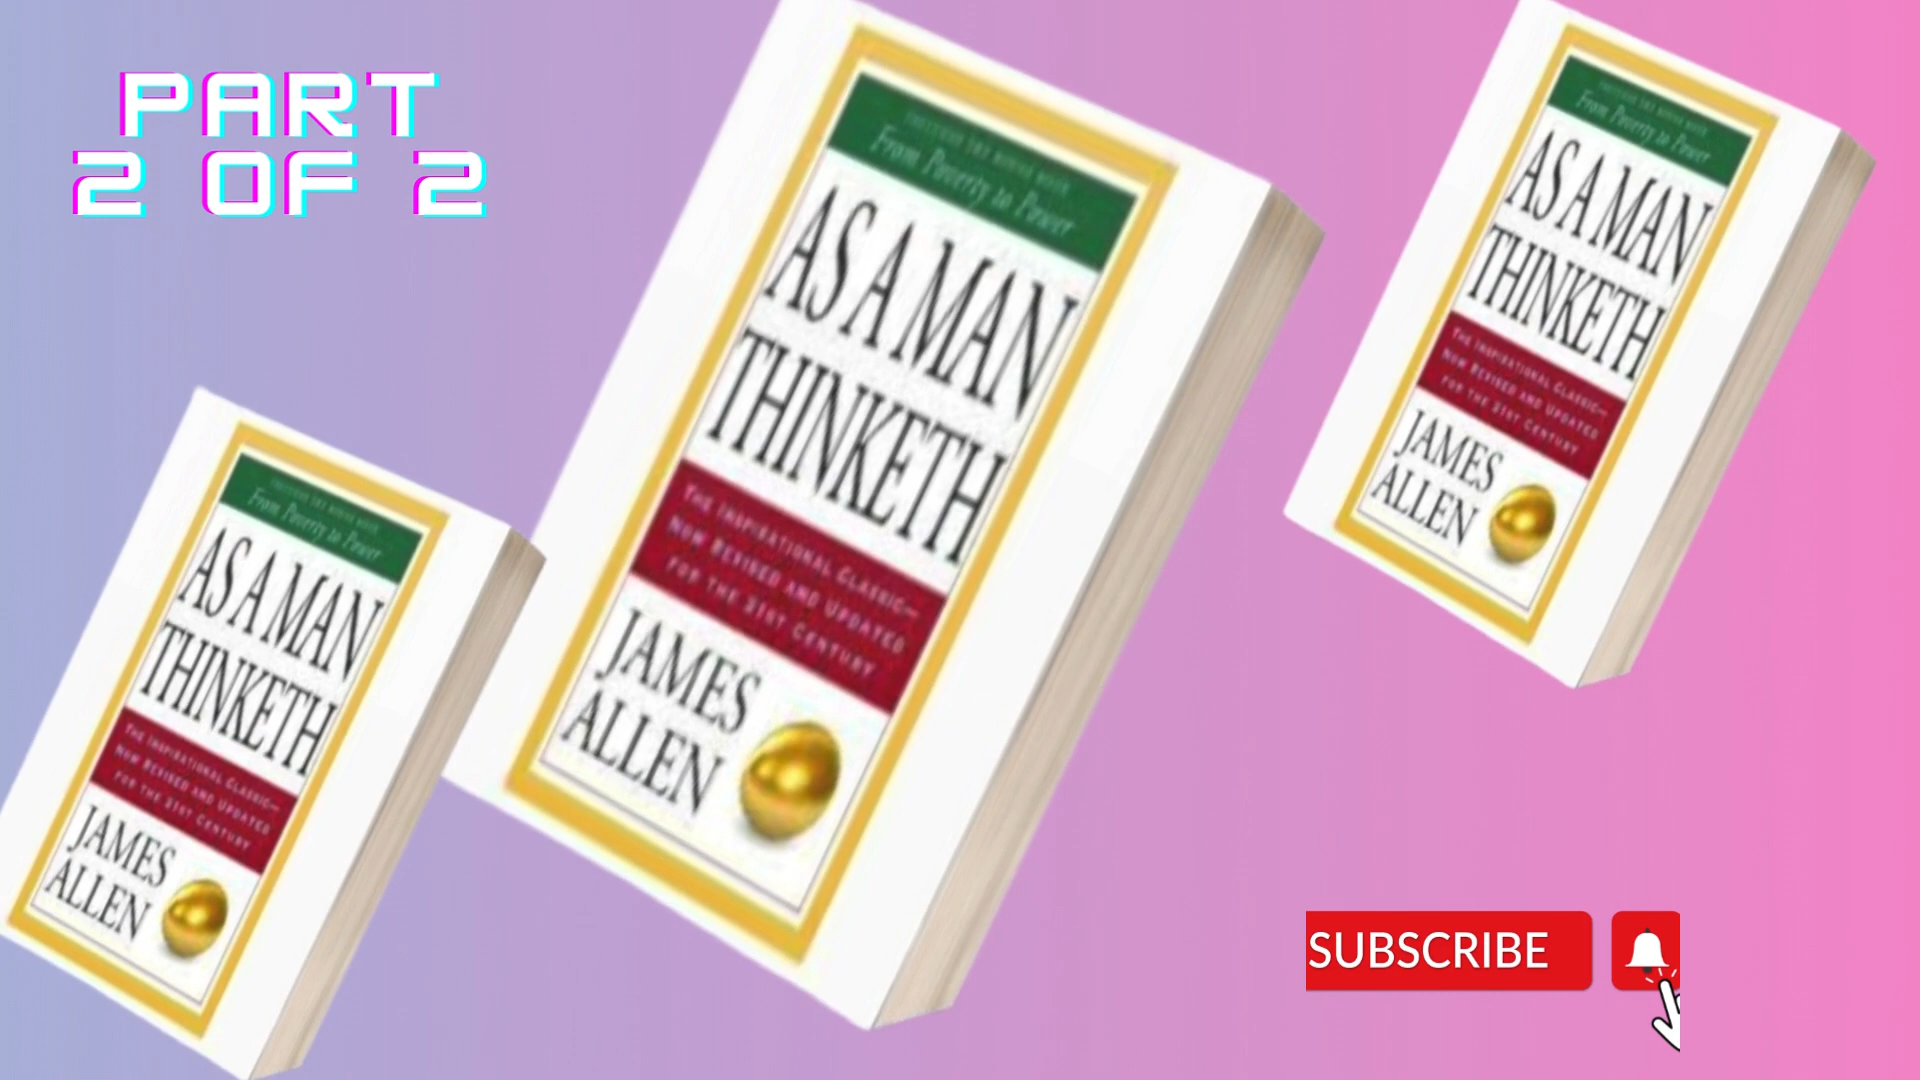 PART
2 OF 2
From Poverty to Power
AS A MAN
THINKETH
THE INSPIRATIONAL CLASSIC—
NOW REVISED AND UPDATED
FOR THE 21ST CENTURY
JAMES
ALLEN
From Poverty to Power
AS A MAN
THINKETH
THE INSPIRATIONAL CLASSIC—
NOW REVISED AND UPDATED
FOR THE 21ST CENTURY
JAMES
ALLEN
From Poverty to Power
AS A MAN
THINKETH
THE INSPIRATIONAL CLASSIC—
NOW REVISED AND UPDATED
FOR THE 21ST CENTURY
JAMES
ALLEN
SUBSCRIBE